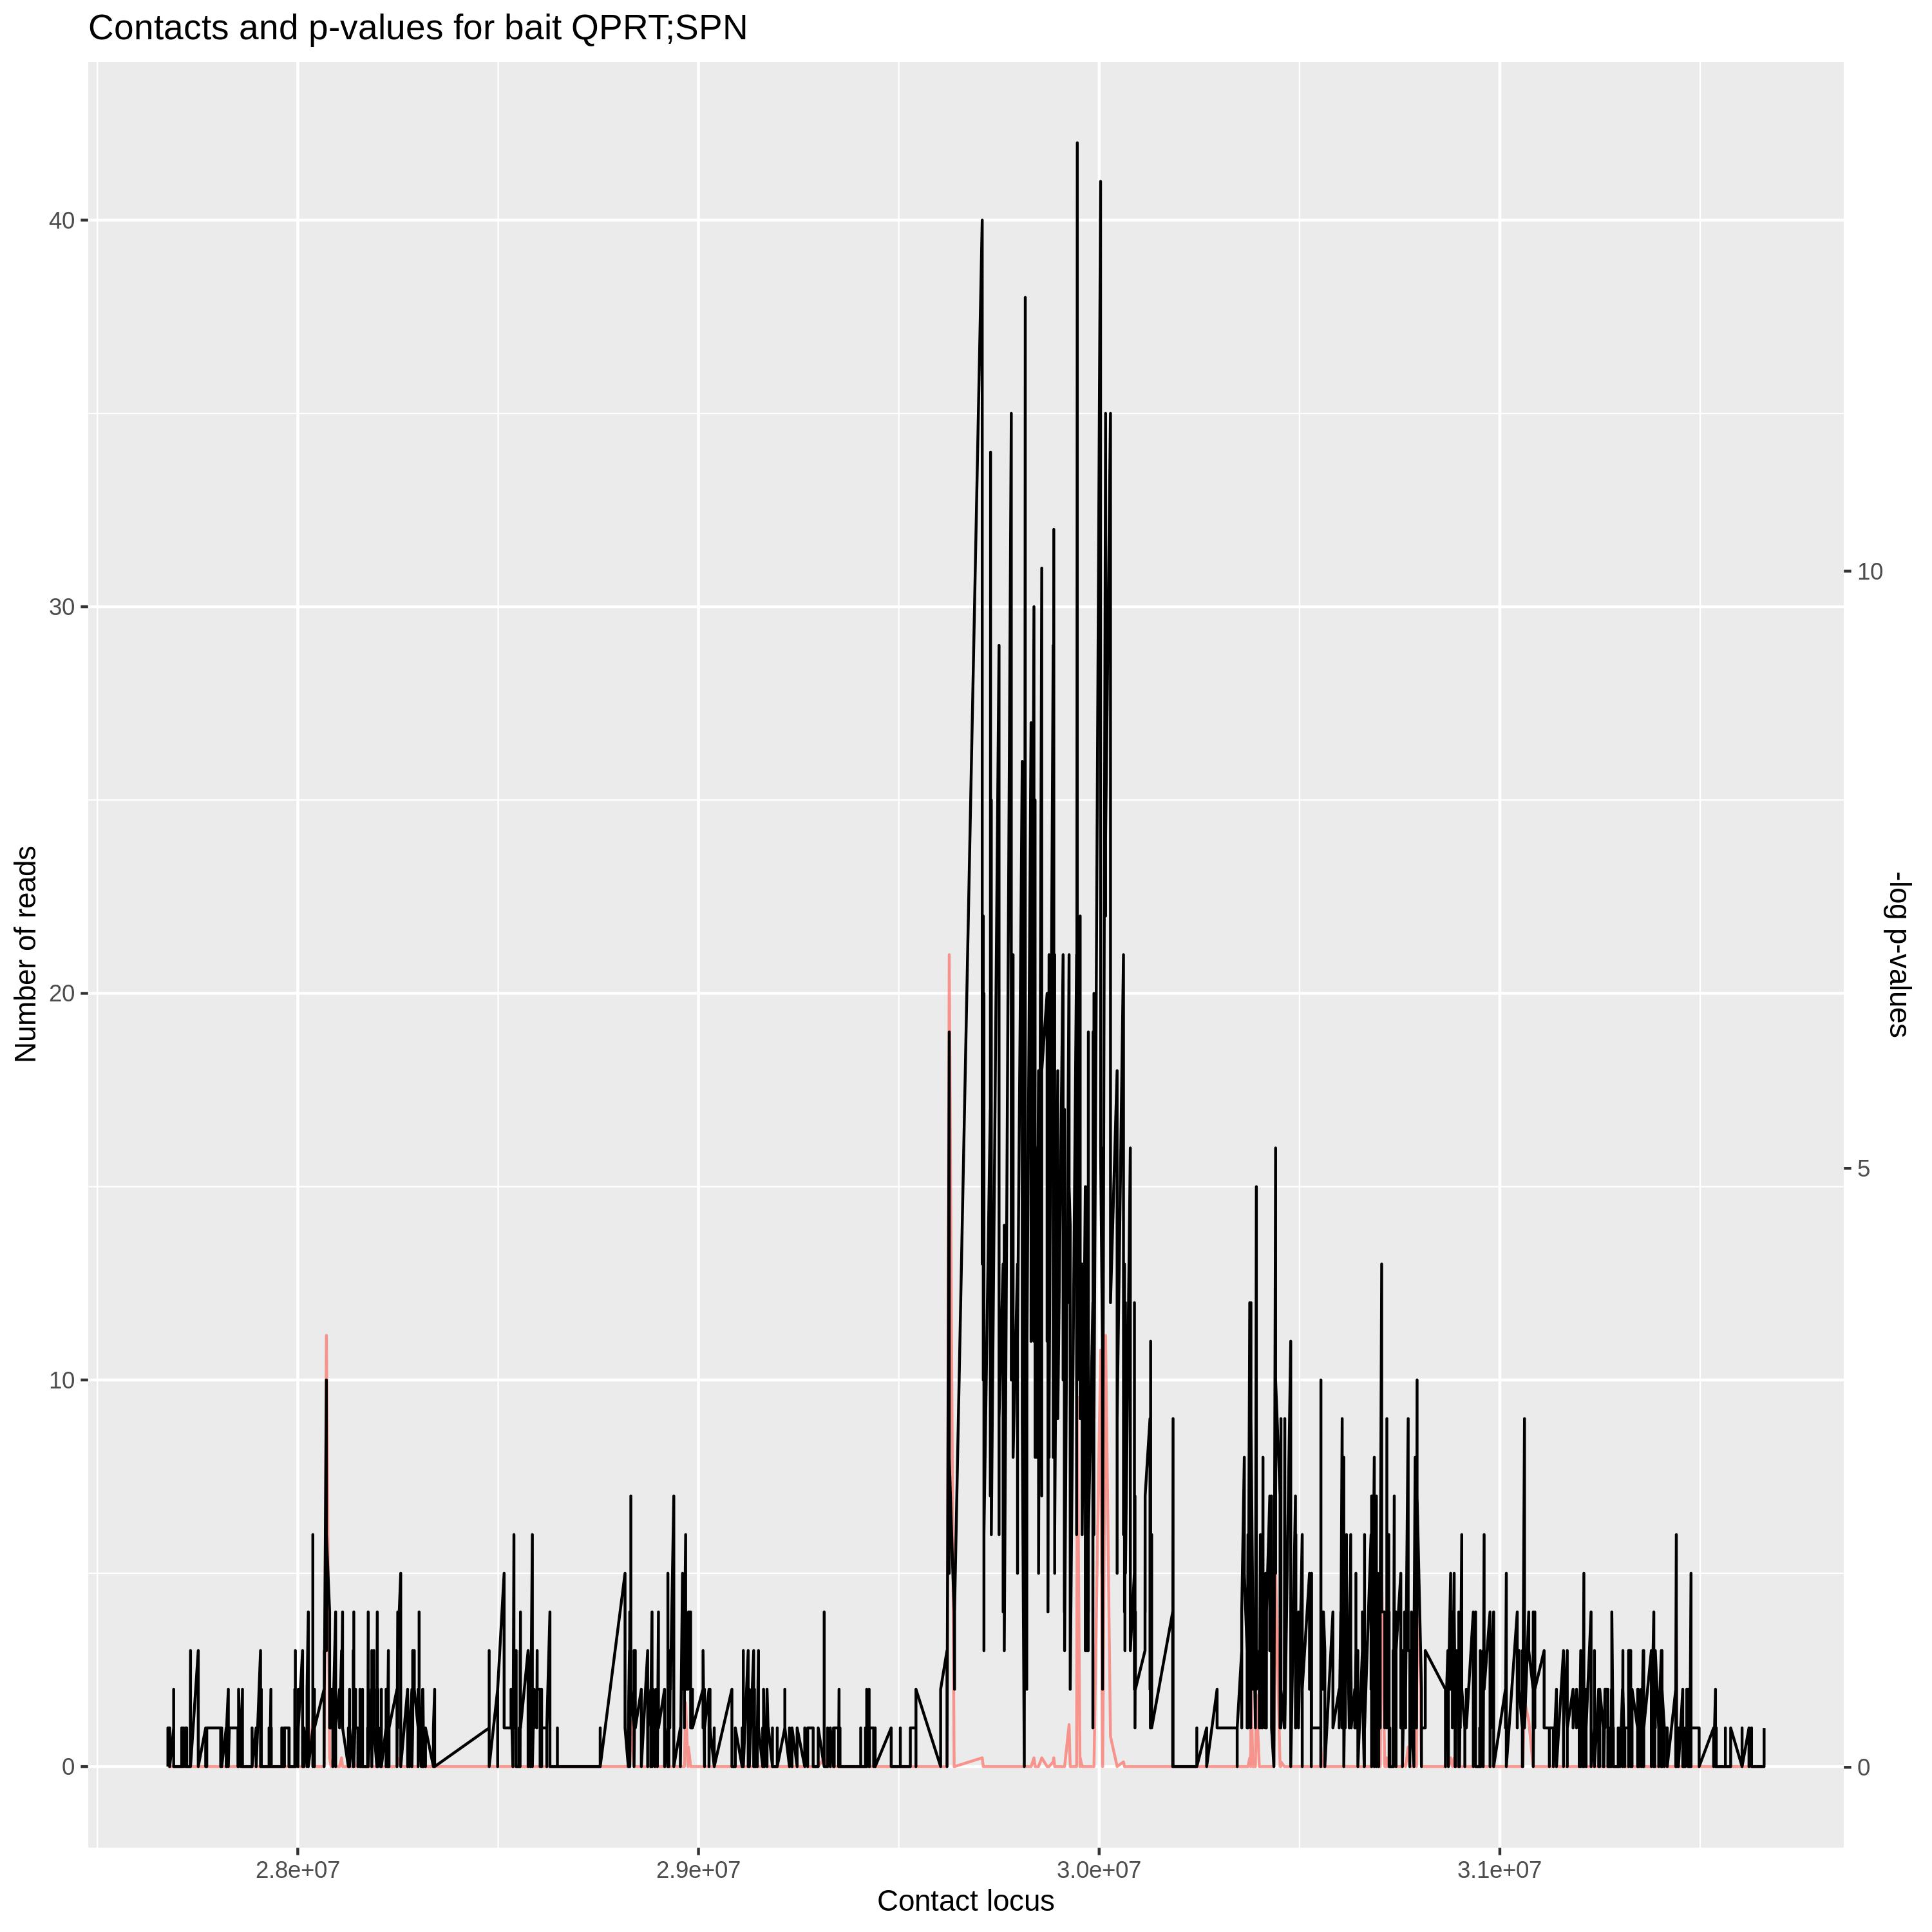 Contacts and p-values for bait QPRT;SPN
40
30
20
10
0
Number of reads
10
5
0
-log p-values
2.8e+07
2.9e+07
3.0e+07
3.1e+07
Contact locus